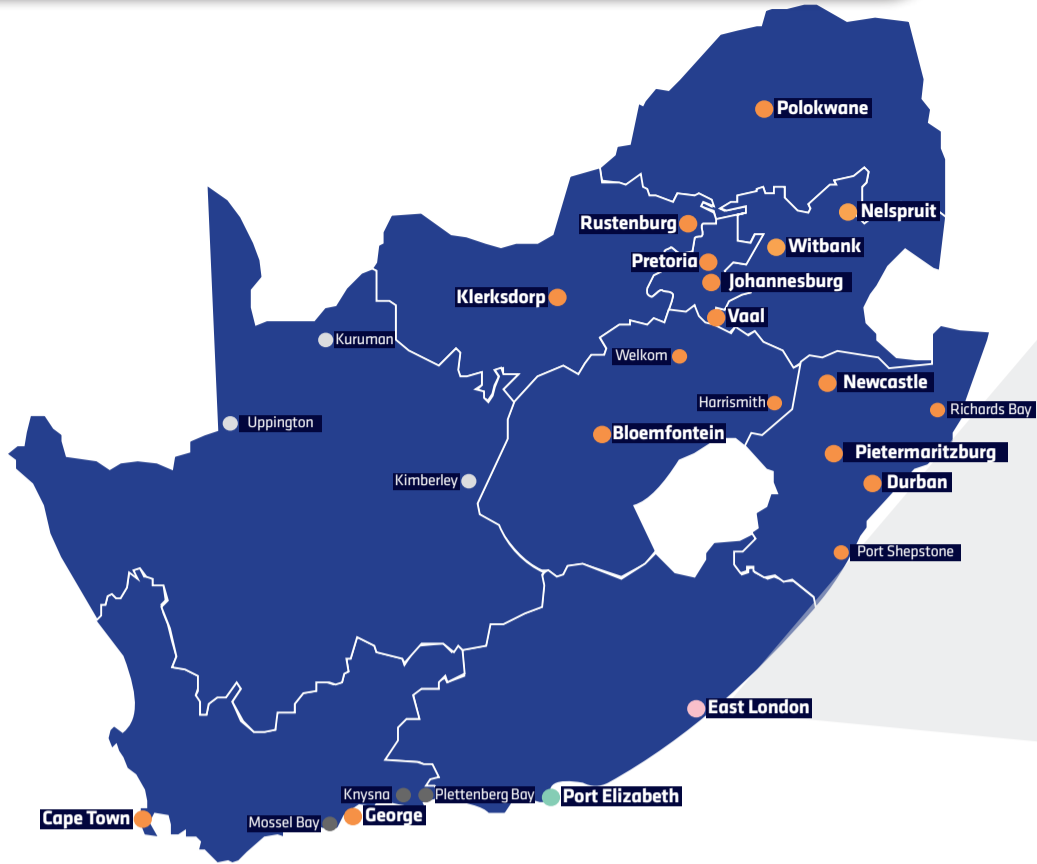 Polokwane
Nelspruit
Rustenburg
Witbank
Pretoria
Johannesburg
Klerksdorp
Vaal
Kuruman
Welkom
Newcastle
Harrismith
Richards Bay
Uppington
Bloemfontein
Pietermaritzburg
Kimberley
Durban
Port Shepstone
East London
Knysna
Plettenberg Bay
Port Elizabeth
Cape Town
Mossel Bay
George